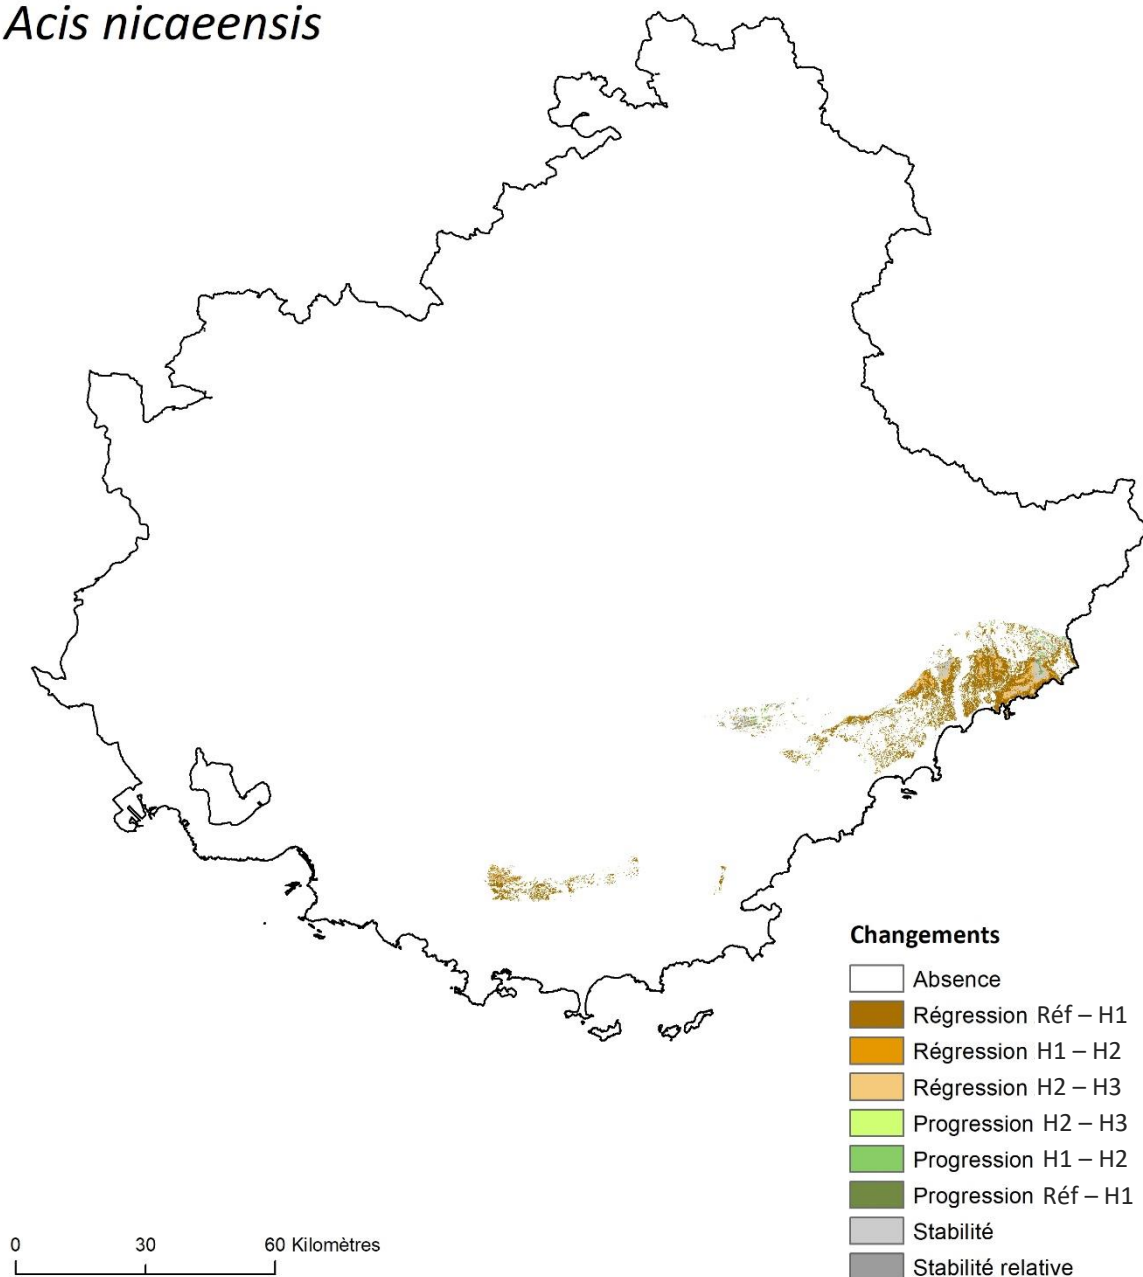 Acis nicaeensis
Changements
Absence
Régression Réf – H1
Régression H1 – H2
Régression H2 – H3
Progression H2 – H3
Progression H1 – H2
Progression Réf – H1
Stabilité
Stabilité relative
0 30 60 Kilomètres